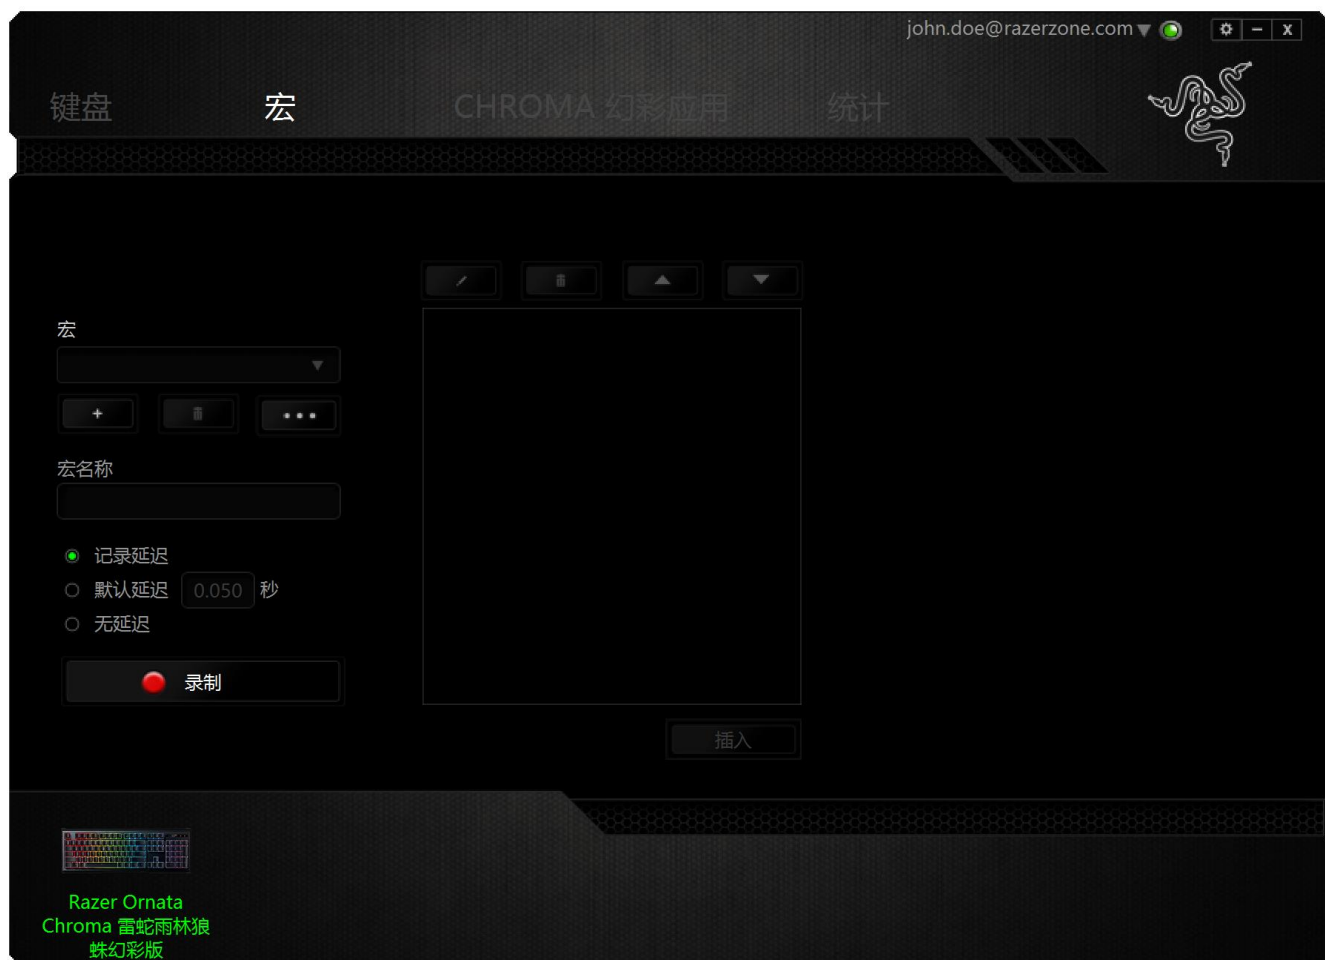 john.doe@razerzone.com
键盘 宏 CHROMA 幻彩应用 统计
宏
宏名称
记录延迟
默认延迟 0.050 秒
无延迟
录制
插入
Razer Ornata
Chroma 雷蛇雨林狼
蛛幻彩版